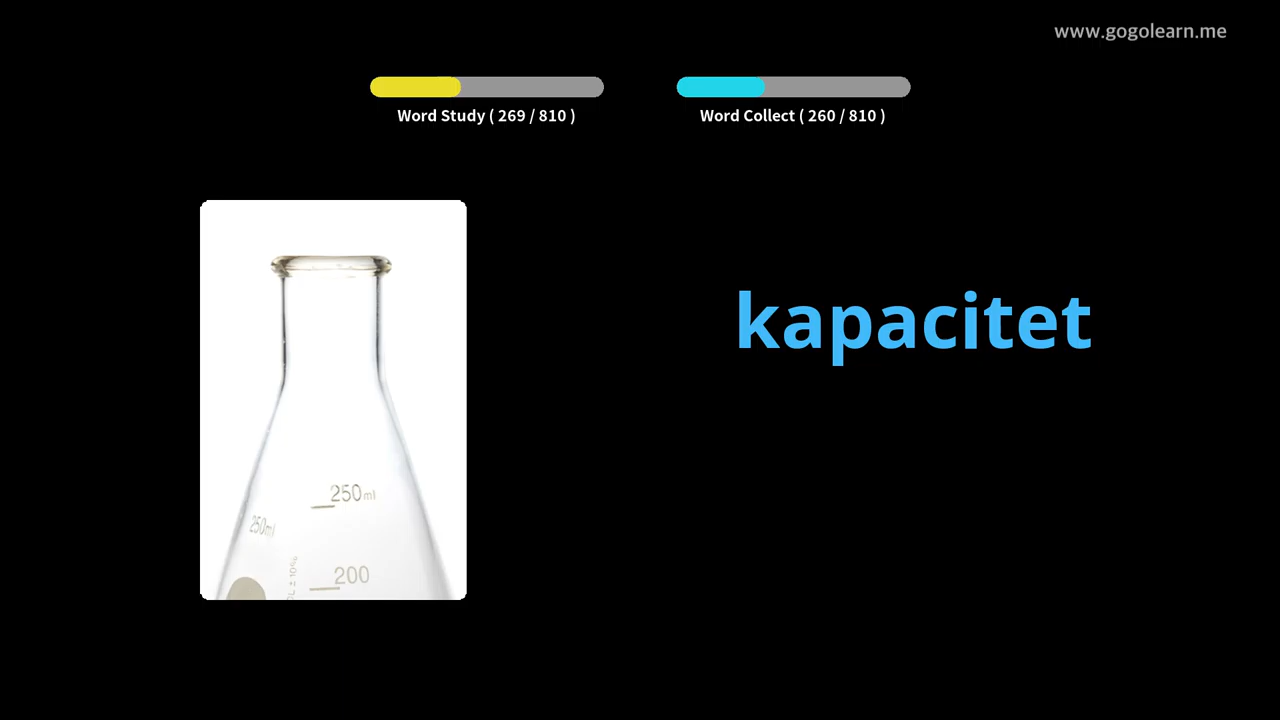 www.gogolearn.me
Word Study ( 269 / 810 )
Word Collect ( 260 / 810 )
kapacitet
250ml
250ml
200